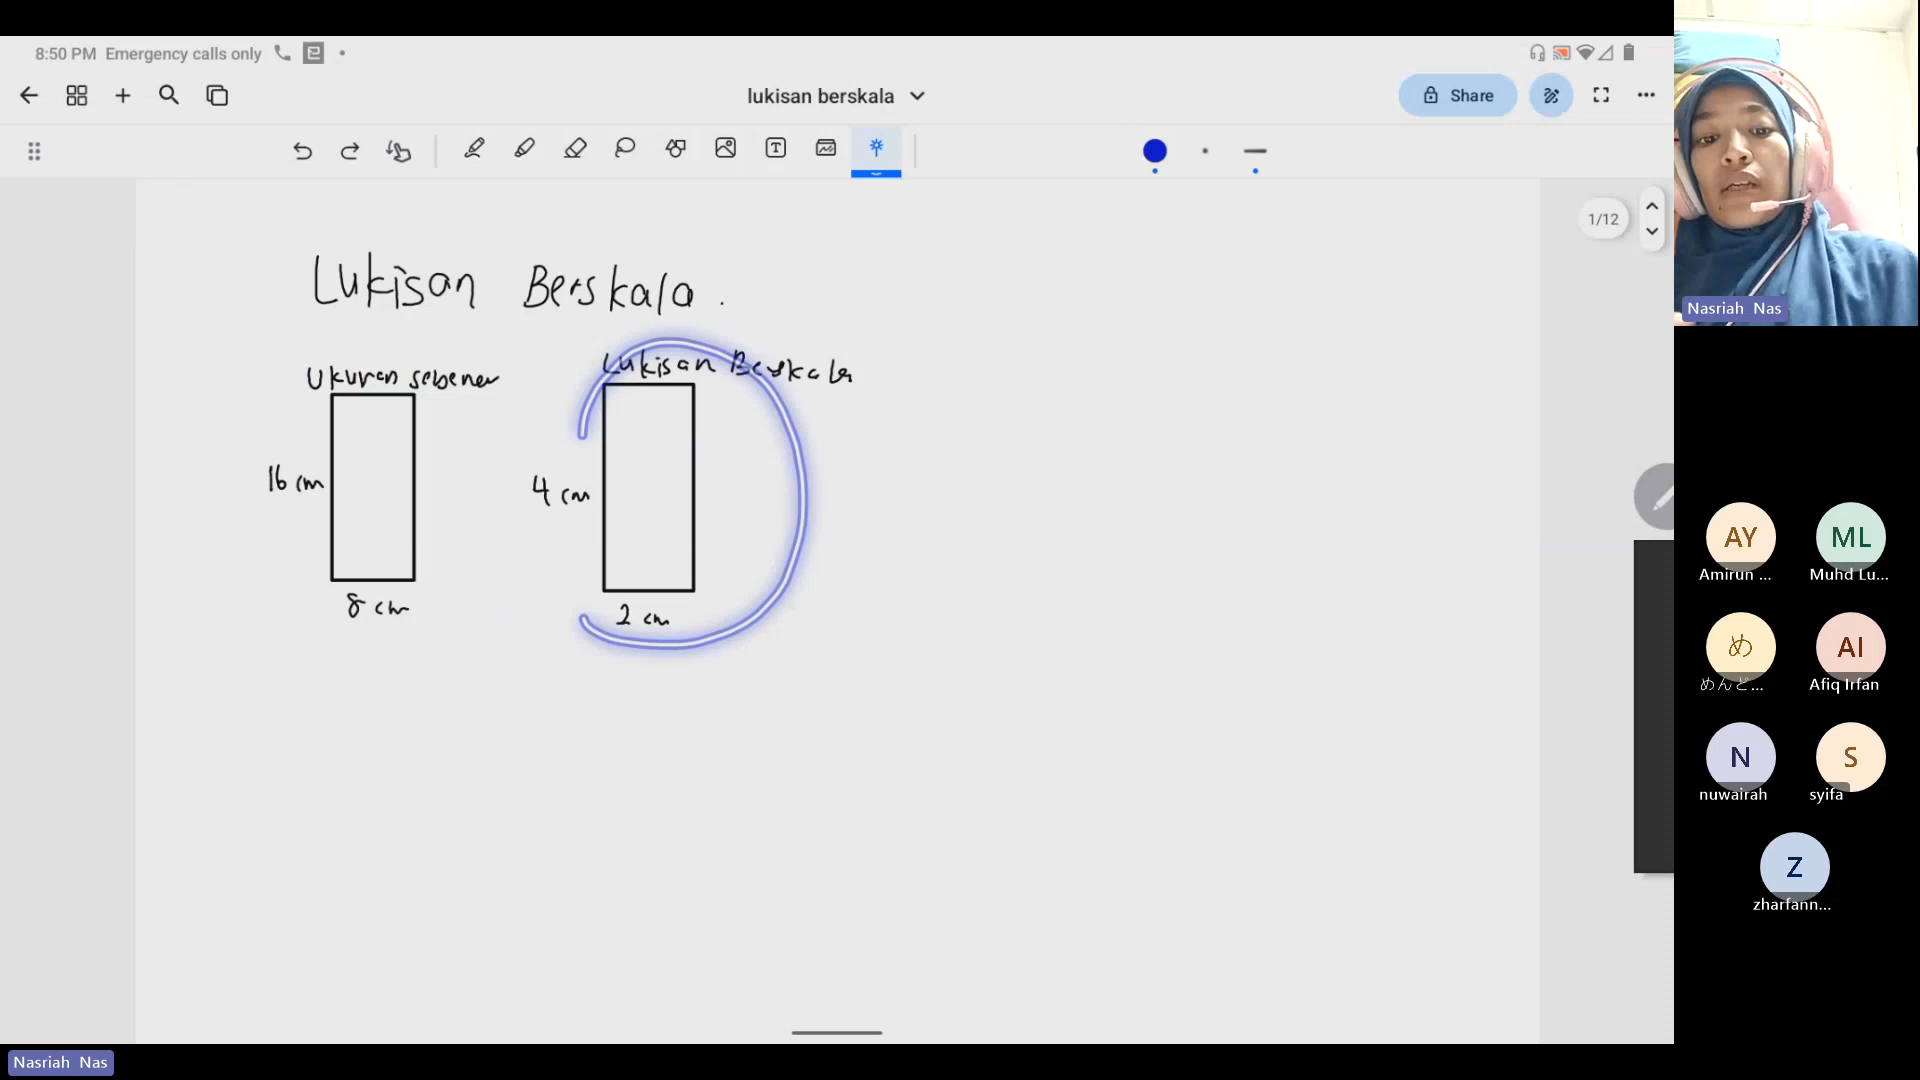 8:50 PM Emergency calls only
lukisan berskala
Share
1/12
Lukisan Berskala.
Ukuran sebenar
Lukisan Berskala
16 cm
4 cm
8 cm
2 cm
Nasriah Nas
AY
Amirun ...
ML
Muhd Lu...
め
めんど...
AI
Afiq Irfan
N
nuwairah
S
syifa
Z
zharfann...
Nasriah Nas